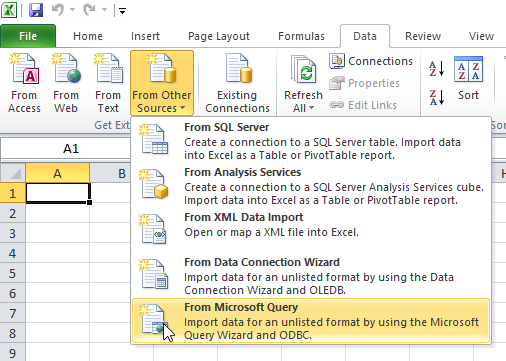 File Home Insert Page Layout Formulas Data Review View
From Access
From Web
From Text
From Other Sources
Existing Connections
Refresh All
Connections
Properties
Edit Links
A Z
Z A
Z A A Z
Sort
Get Ext
Sor
A1
A B
1
2
3
4
5
6
7
8
9
From SQL Server
Create a connection to a SQL Server table. Import data
into Excel as a Table or PivotTable report.
From Analysis Services
Create a connection to a SQL Server Analysis Services cube.
Import data into Excel as a Table or PivotTable report.
From XML Data Import
Open or map a XML file into Excel.
From Data Connection Wizard
Import data for an unlisted format by using the Data
Connection Wizard and OLEDB.
From Microsoft Query
Import data for an unlisted format by using the Microsoft
Query Wizard and ODBC.